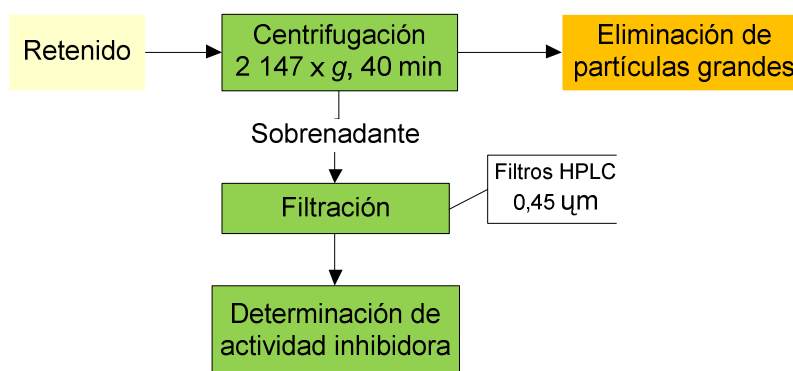 Retenido
Centrifugación
2 147 x g, 40 min
Eliminación de
partículas grandes
Sobrenadante
Filtros HPLC
0,45 ųm
Filtración
Determinación de
actividad inhibidora